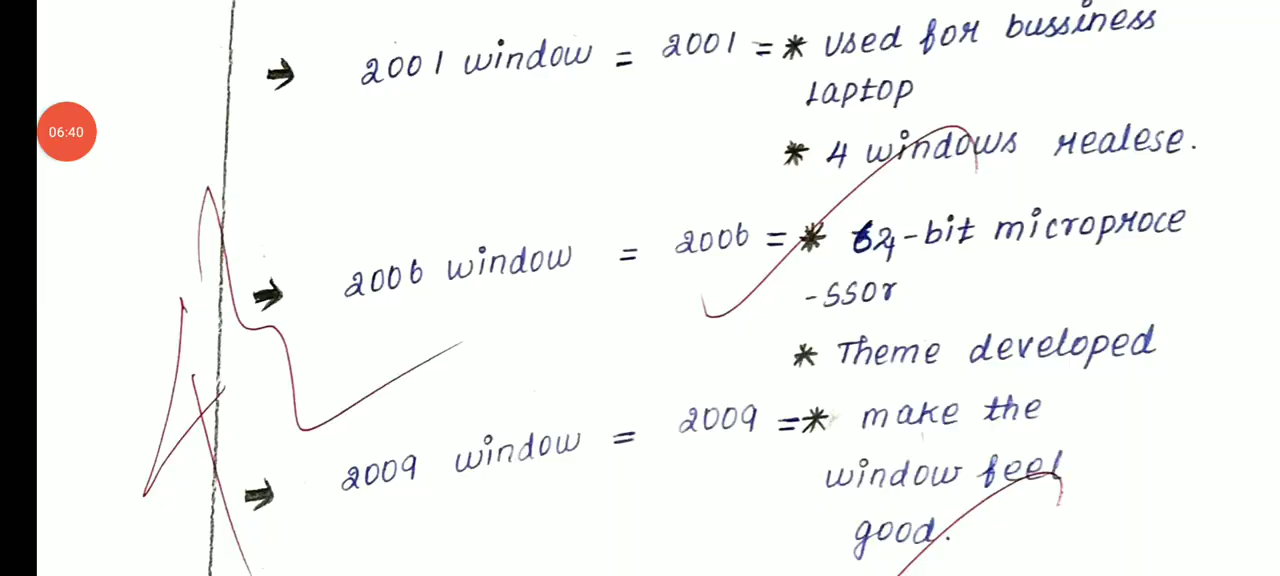 06:40
→ 2001 window = 2001 = * used for bussiness
laptop
* 4 windows realese.
→ 2006 window = 2006 = * 64-bit microproce
-ssor
* Theme developed
→ 2009 window = 2009 = * make the
window feel
good.